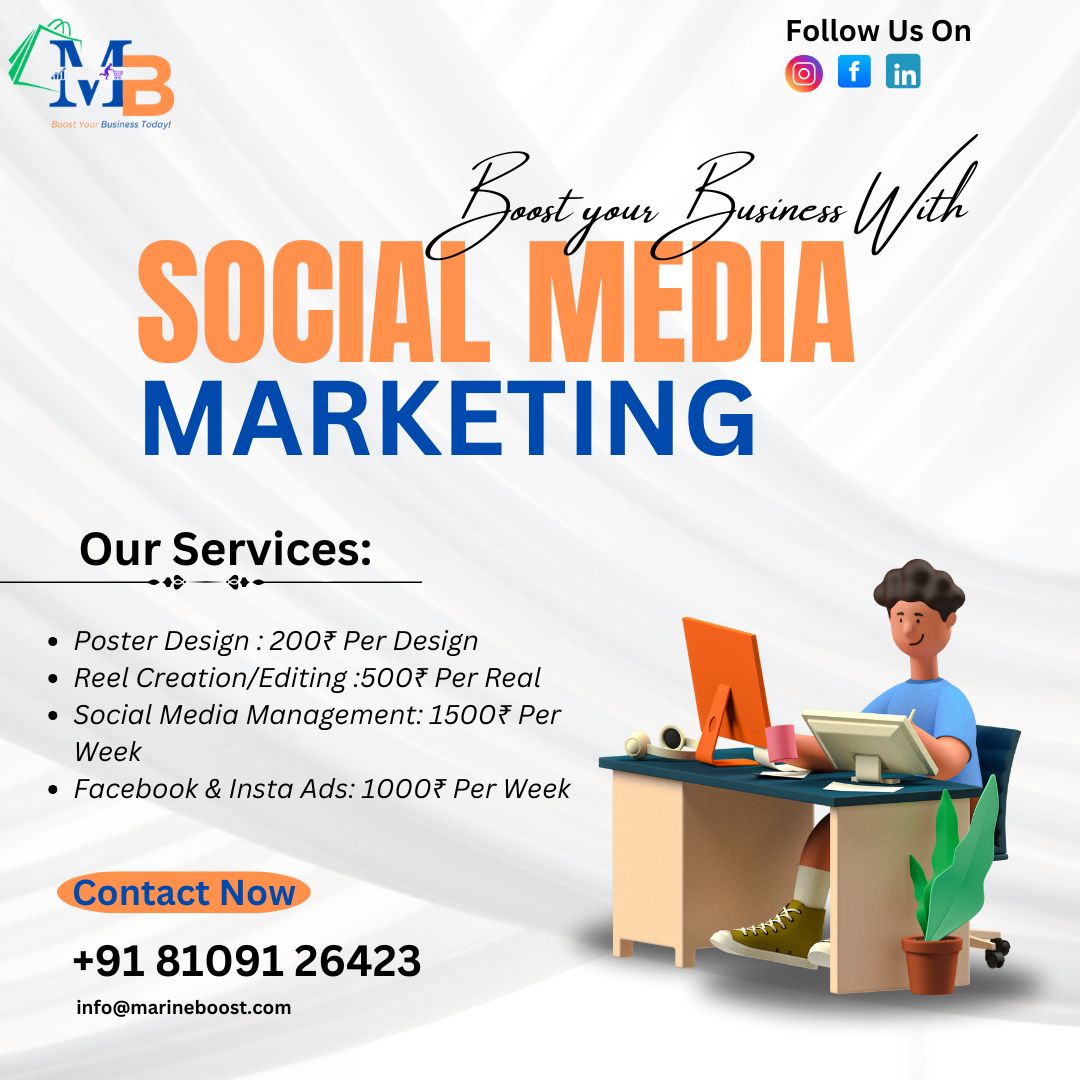 MB
Boost Your Business Today!
Follow Us On
Boost your Business With
SOCIAL MEDIA
MARKETING
Our Services:
• Poster Design : 200₹ Per Design
• Reel Creation/Editing :500₹ Per Real
• Social Media Management: 1500₹ Per
Week
• Facebook & Insta Ads: 1000₹ Per Week
Contact Now
+91 81091 26423
info@marineboost.com